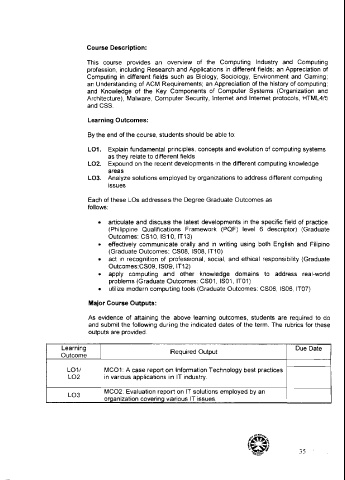 Course Description:
This course provides an overview of the Computing Industry and Computing
profession, including Research and Applications in different fields; an Appreciation of
Computing in different fields such as Biology, Sociology, Environment and Gaming;
an Understanding of ACM Requirements; an Appreciation of the history of computing;
and Knowledge of the Key Components of Computer Systems (Organization and
Architecture), Malware, Computer Security, Internet and Internet protocols, HTML4/5
and CSS.
Learning Outcomes:
By the end of the course, students should be able to:
LO1. Explain fundamental principles, concepts and evolution of computing systems
as they relate to different fields
LO2. Expound on the recent developments in the different computing knowledge
areas
LO3. Analyze solutions employed by organizations to address different computing
issues
Each of these LOs addresses the Degree Graduate Outcomes as
follows:
• articulate and discuss the latest developments in the specific field of practice
(Philippine Qualifications Framework (PQF) level 6 descriptor) (Graduate
Outcomes: CS10, IS10, IT13)
• effectively communicate orally and in writing using both English and Filipino
(Graduate Outcomes: CS08, IS08, IT10)
• act in recognition of professional, social, and ethical responsibility (Graduate
Outcomes:CS09, IS09, IT12)
• apply computing and other knowledge domains to address real-world
problems (Graduate Outcomes: CS01, IS01, IT01)
• utilize modern computing tools (Graduate Outcomes: CS06, IS06, IT07)
Major Course Outputs:
As evidence of attaining the above learning outcomes, students are required to do
and submit the following during the indicated dates of the term. The rubrics for these
outputs are provided.
Learning Outcome Required Output Due Date
LO1/ LO2 MCO1: A case report on Information Technology best practices
in various applications in IT industry.
LO3 MCO2: Evaluation report on IT solutions employed by an
organization covering various IT issues.
35